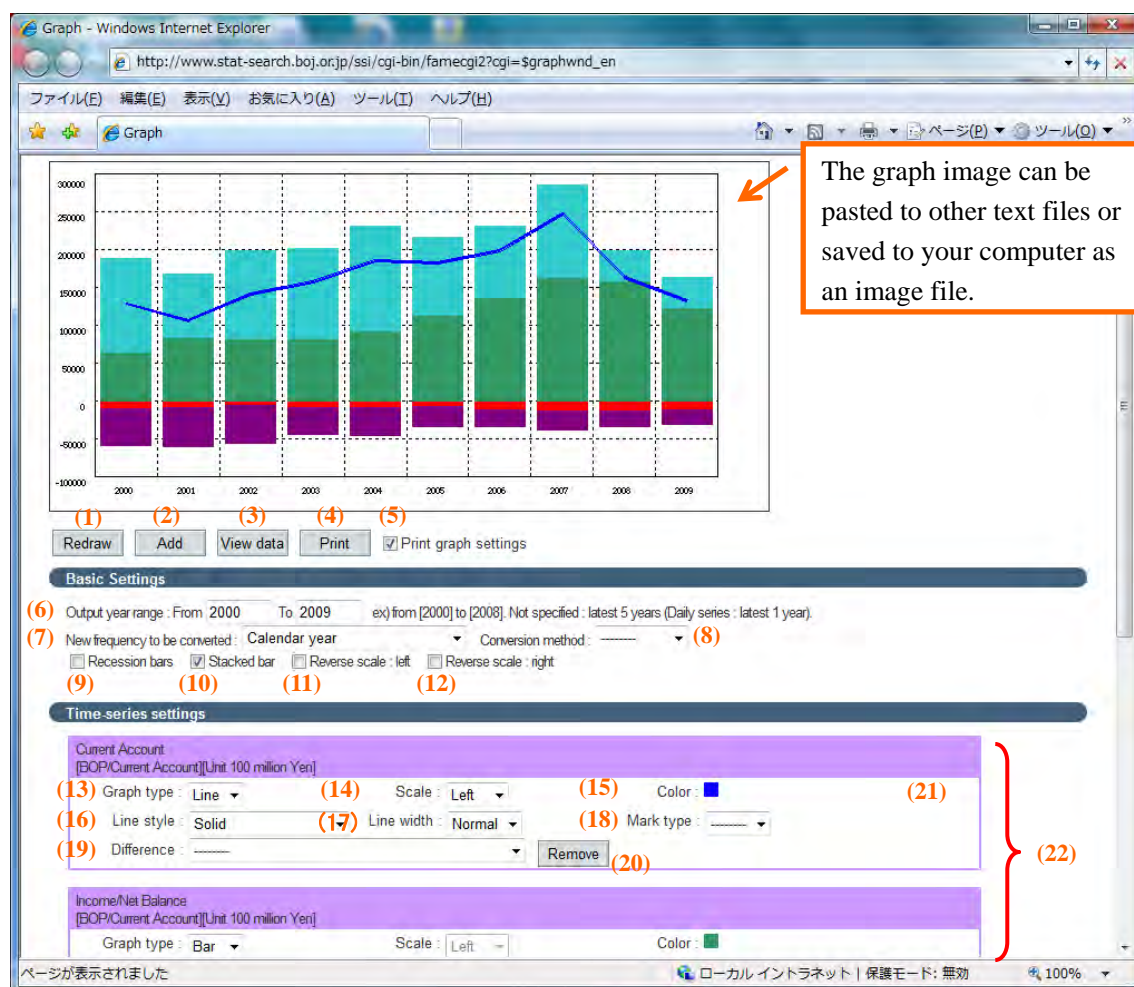 Graph - Windows Internet Explorer
http://www.stat-search.boj.or.jp/ssi/cgi-bin/famecgi2?cgi=$graphwnd_en
ファイル(F) 編集(E) 表示(V) お気に入り(A) ツール(T) ヘルプ(H)
Graph
ページ(P) ツール(O)
The graph image can be
pasted to other text files or
saved to your computer as
an image file.
300000
250000
200000
150000
100000
50000
0
-50000
-100000
2000 2001 2002 2003 2004 2005 2006 2007 2008 2009
(1) (2) (3) (4) (5)
Redraw Add View data Print Print graph settings
Basic Settings
(6) Output year range : From 2000 To 2009 ex) from [2000] to [2008]. Not specified : latest 5 years (Daily series : latest 1 year).
(7) New frequency to be converted : Calendar year Conversion method : -------- (8)
Recession bars Stacked bar Reverse scale : left Reverse scale : right
(9) (10) (11) (12)
Time-series settings
Current Account
[BOP/Current Account][Unit 100 million Yen]
(13) Graph type : Line (14) Scale : Left (15) Color : (21)
(16) Line style : Solid (17) Line width : Normal (18) Mark type : --------
(19) Difference : -------- Remove (20)
(22)
Income/Net Balance
[BOP/Current Account][Unit 100 million Yen]
Graph type : Bar Scale : Left Color :
ページが表示されました ローカル イントラネット | 保護モード: 無効 100%